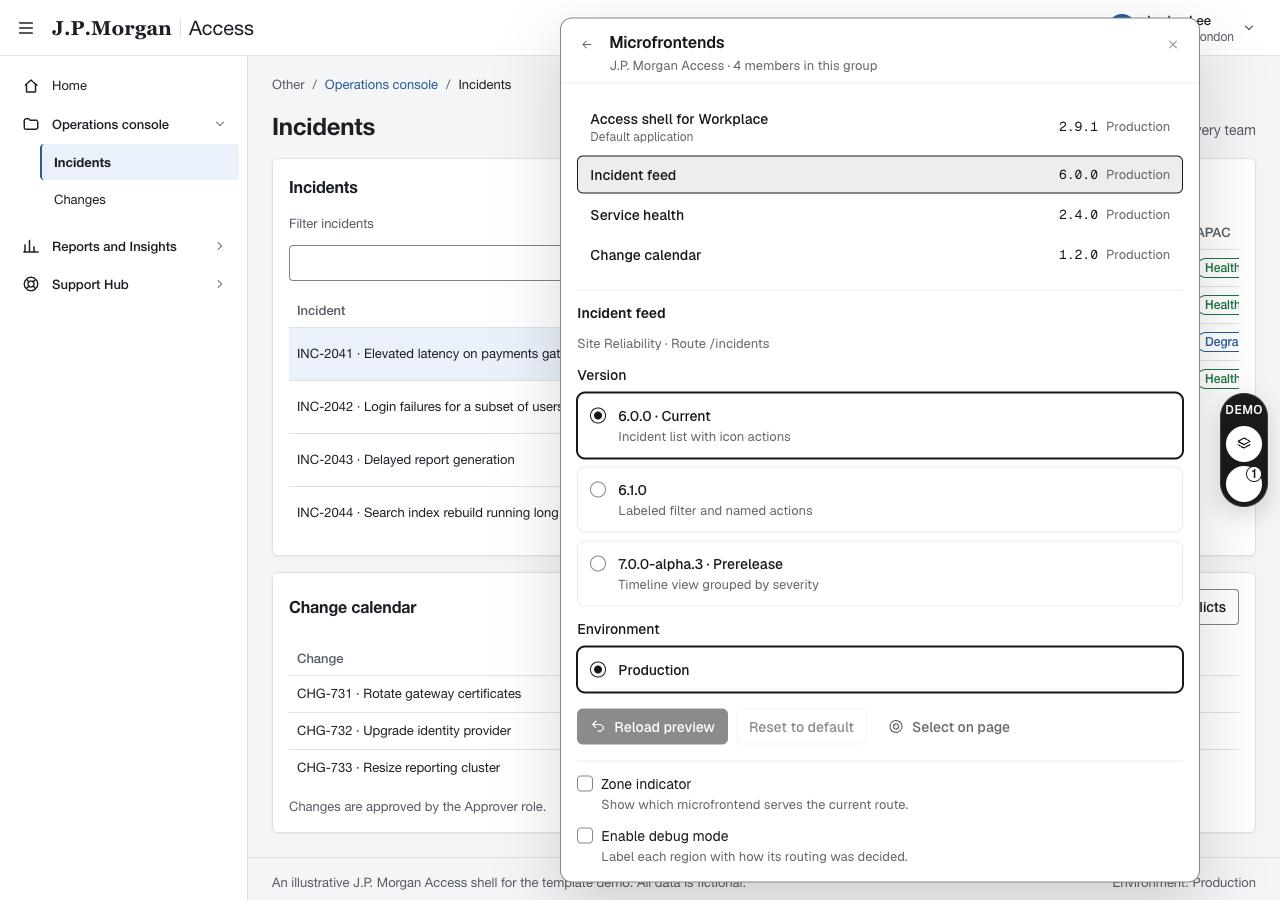 J.P.Morgan Access
Home
Operations console
Incidents
Changes
Reports and Insights
Support Hub
Other / Operations console / Incidents
Incidents
Incidents
Filter incidents
Incident
INC-2041 · Elevated latency on payments gat
INC-2042 · Login failures for a subset of users
INC-2043 · Delayed report generation
INC-2044 · Search index rebuild running long
Change calendar
Change
CHG-731 · Rotate gateway certificates
CHG-732 · Upgrade identity provider
CHG-733 · Resize reporting cluster
Changes are approved by the Approver role.
An illustrative J.P. Morgan Access shell for the template demo. All data is fictional.
Environment: Production
Microfrontends
J.P. Morgan Access · 4 members in this group
Access shell for Workplace
Default application
2.9.1 Production
Incident feed 6.0.0 Production
Service health 2.4.0 Production
Change calendar 1.2.0 Production
Incident feed
Site Reliability · Route /incidents
Version
6.0.0 · Current
Incident list with icon actions
6.1.0
Labeled filter and named actions
7.0.0-alpha.3 · Prerelease
Timeline view grouped by severity
Environment
Production
Reload preview Reset to default Select on page
Zone indicator
Show which microfrontend serves the current route.
Enable debug mode
Label each region with how its routing was decided.
ee
ondon
very team
APAC
Health
Health
Degra
Health
licts
DEMO
1